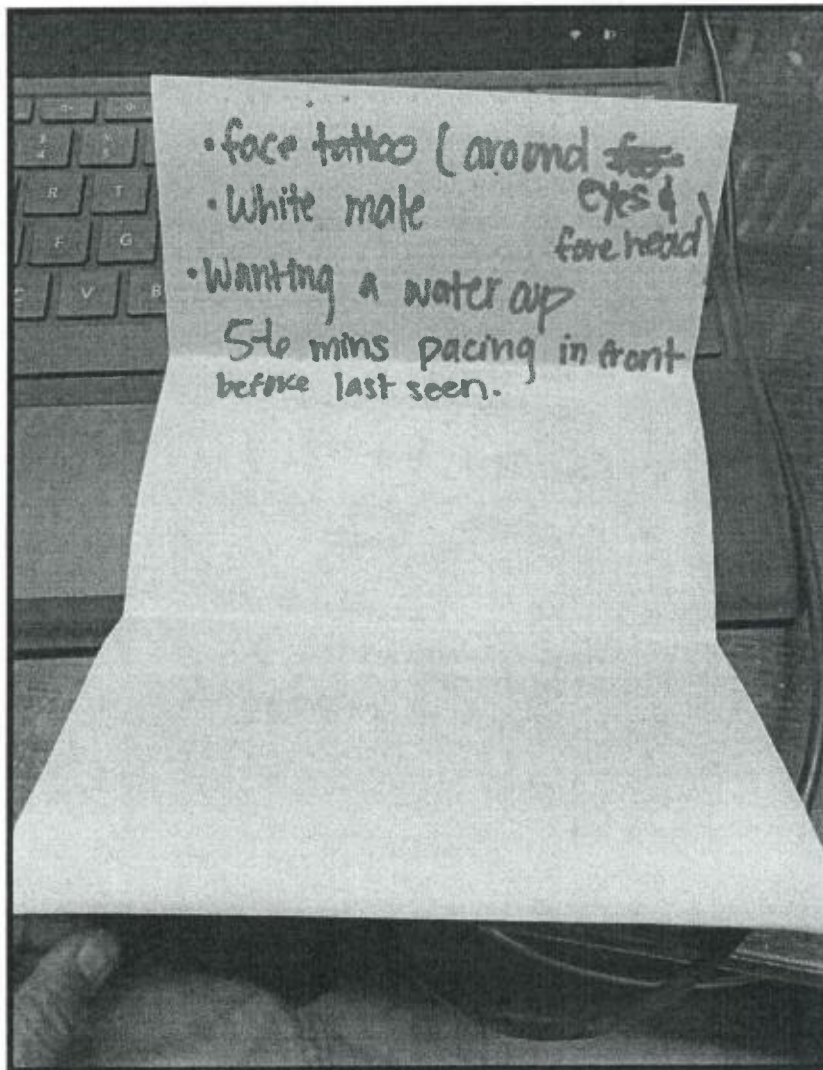 • face tattoo (around
eyes &
forehead)
• White male
• Wanting a water cup
5-6 mins pacing in front
before last seen.
R T
F G
C V B